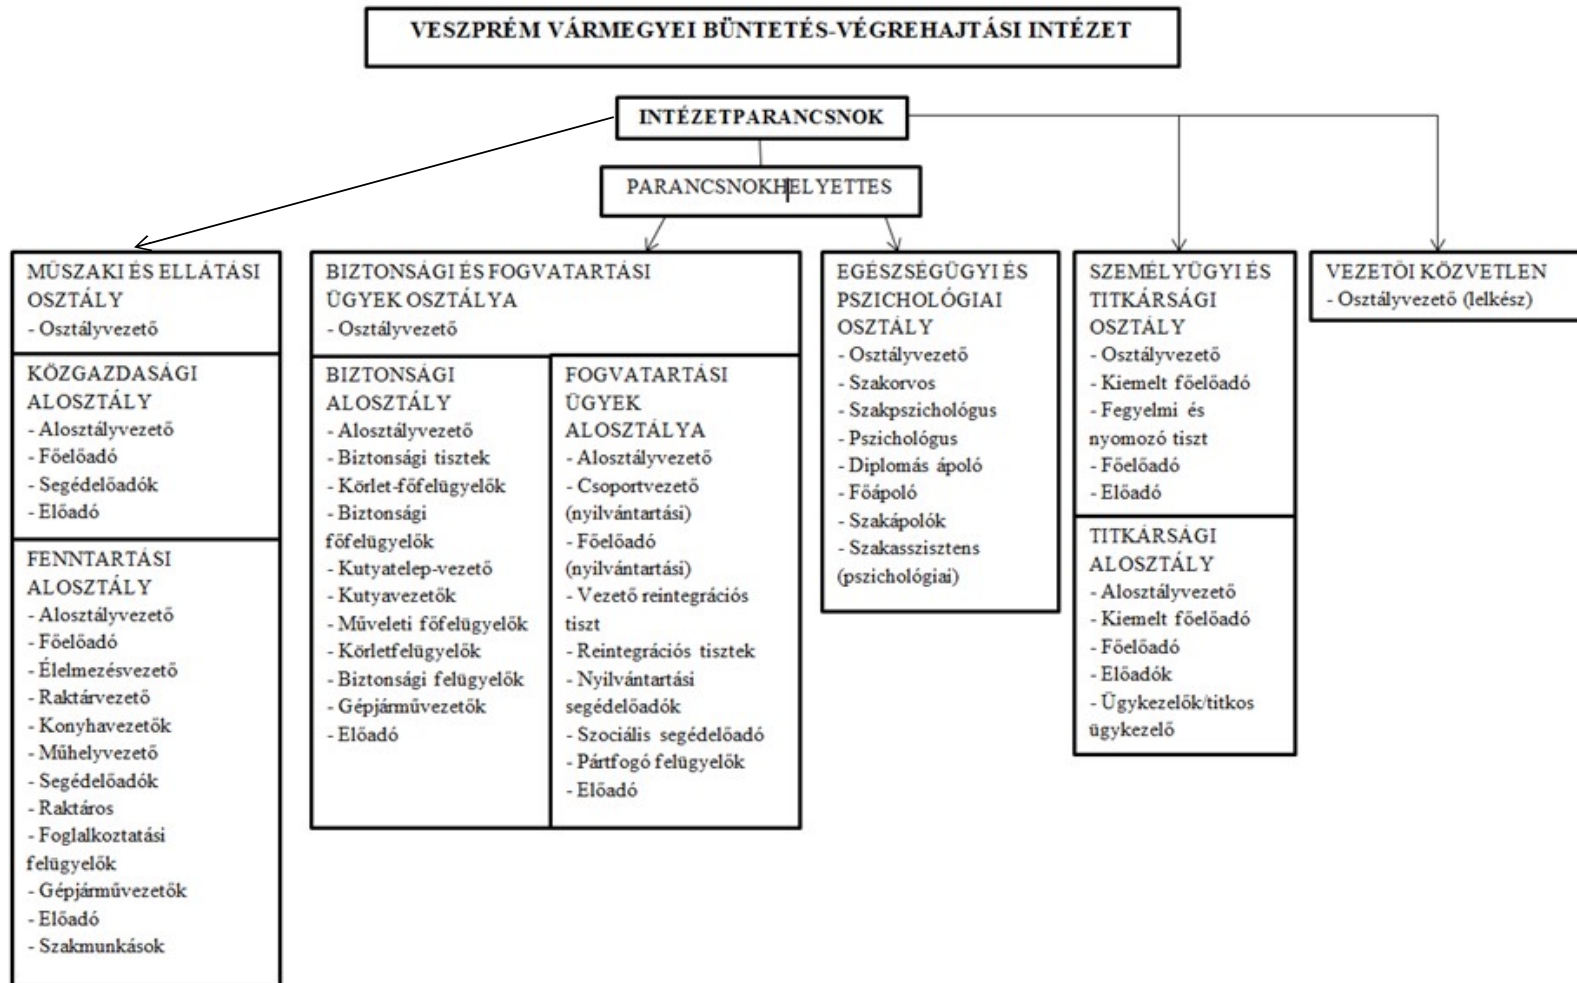 VESZPRÉM VÁRMEGYEI BÜNTETÉS-VÉGREHAJTÁSI INTÉZET
INTÉZETPARANCSNOK
PARANCSNOKHELYETTES
MŰSZAKI ÉS ELLÁTÁSI
OSZTÁLY
- Osztályvezető
KÖZGAZDASÁGI
ALOSZTÁLY
- Alosztályvezető
- Főelőadó
- Segédelőadók
- Előadó
FENNTARTÁSI
ALOSZTÁLY
- Alosztályvezető
- Főelőadó
- Élelmezésvezető
- Raktárvezető
- Konyhavezetők
- Műhelyvezető
- Segédelőadók
- Raktáros
- Foglalkoztatási
felügyelők
- Gépjárművezetők
- Előadó
- Szakmunkások
BIZTONSÁGI ÉS FOGVATARTÁSI
ÜGYEK OSZTÁLYA
- Osztályvezető
BIZTONSÁGI
ALOSZTÁLY
- Alosztályvezető
- Biztonsági tisztek
- Körlet-főfelügyelők
- Biztonsági
főfelügyelők
- Kutyatelep-vezető
- Kutyavezetők
- Műveleti főfelügyelők
- Körletfelügyelők
- Biztonsági felügyelők
- Gépjárművezetők
- Előadó
FOGVATARTÁSI
ÜGYEK
ALOSZTÁLYA
- Alosztályvezető
- Csoportvezető
(nyilvántartási)
- Főelőadó
(nyilvántartási)
- Vezető reintegrációs
tiszt
- Reintegrációs tisztek
- Nyilvántartási
segédelőadók
- Szociális segédelőadó
- Pártfogó felügyelők
- Előadó
EGÉSZSÉGÜGYI ÉS
PSZICHOLÓGIAI
OSZTÁLY
- Osztályvezető
- Szakorvos
- Szakpszichológus
- Pszichológus
- Diplomás ápoló
- Főápoló
- Szakápolók
- Szakasszisztens
(pszichológiai)
SZEMÉLYÜGYI ÉS
TITKÁRSÁGI
OSZTÁLY
- Osztályvezető
- Kiemelt főelőadó
- Fegyelmi és
nyomozó tiszt
- Főelőadó
- Előadó
TITKÁRSÁGI
ALOSZTÁLY
- Alosztályvezető
- Kiemelt főelőadó
- Főelőadó
- Előadók
- Ügykezelők/titkos
ügykezelő
VEZETŐI KÖZVETLEN
- Osztályvezető (lelkész)